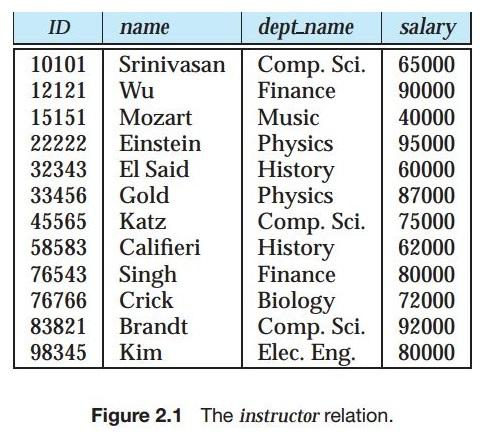 ID name dept_name salary
10101 Srinivasan Comp. Sci. 65000
12121 Wu Finance 90000
15151 Mozart Music 40000
22222 Einstein Physics 95000
32343 El Said History 60000
33456 Gold Physics 87000
45565 Katz Comp. Sci. 75000
58583 Califieri History 62000
76543 Singh Finance 80000
76766 Crick Biology 72000
83821 Brandt Comp. Sci. 92000
98345 Kim Elec. Eng. 80000
Figure 2.1 The instructor relation.